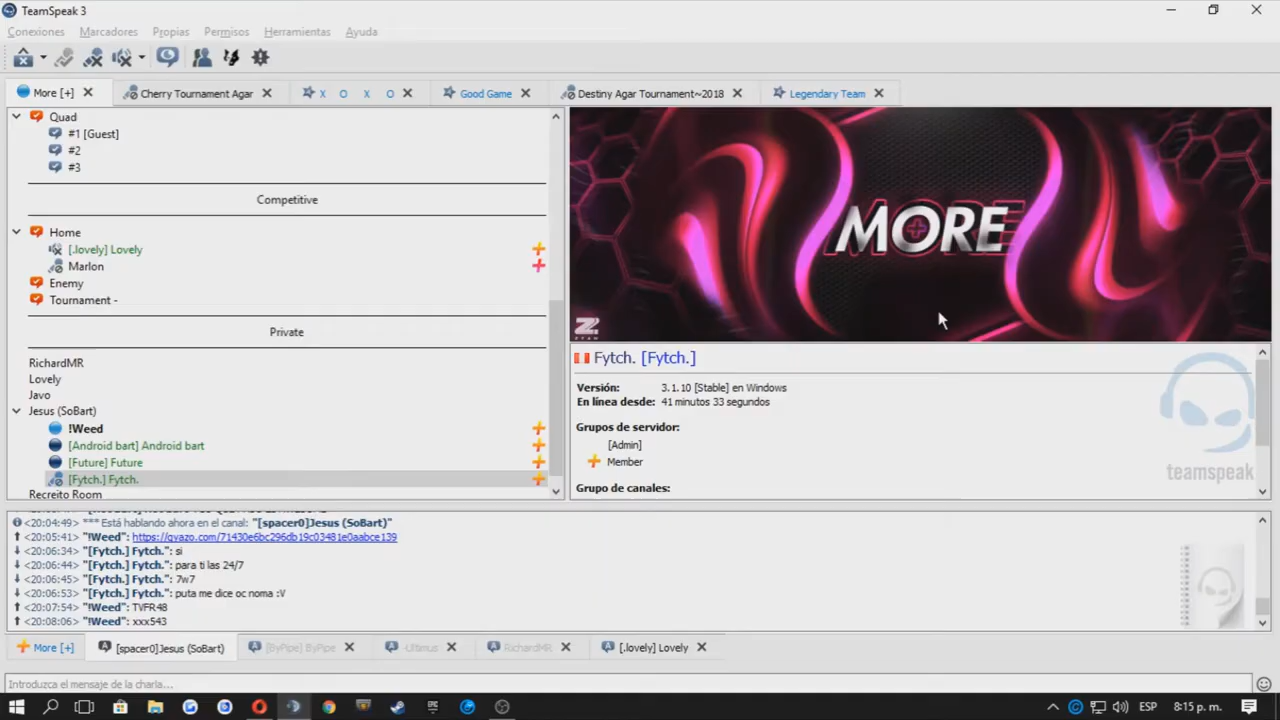 TeamSpeak 3
Conexiones Marcadores Propias Permisos Herramientas Ayuda
More [+] Cherry Tournament Agar X O X O Good Game Destiny Agar Tournament~2018 Legendary Team
Quad
#1 [Guest]
#2
#3
Competitive
Home
[.lovely] Lovely
Marlon
Enemy
Tournament -
Private
RichardMR
Lovely
Javo
Jesus (SoBart)
!Weed
[Android bart] Android bart
[Future] Future
[Fytch.] Fytch.
Recreito Room
MORE
Z
Fytch. [Fytch.]
Versión: 3.1.10 [Stable] en Windows
En línea desde: 41 minutos 33 segundos
Grupos de servidor:
[Admin]
Member
Grupo de canales:
teamspeak
<20:04:49> *** Está hablando ahora en el canal: "[spacer0]Jesus (SoBart)"
<20:05:41> "!Weed": https://gyazo.com/71430e6bc296db19c03481e0aabce139
<20:06:34> "[Fytch.] Fytch.": si
<20:06:44> "[Fytch.] Fytch.": para ti las 24/7
<20:06:45> "[Fytch.] Fytch.": 7w7
<20:06:53> "[Fytch.] Fytch.": puta me dice oc noma :V
<20:07:54> "!Weed": TVFR48
<20:08:06> "!Weed": xxx543
More [+] [spacer0]Jesus (SoBart) [ByPipe] ByPipe -Ultimus RichardMR [.lovely] Lovely
Introduzca el mensaje de la charla...
ESP 8:15 p. m.